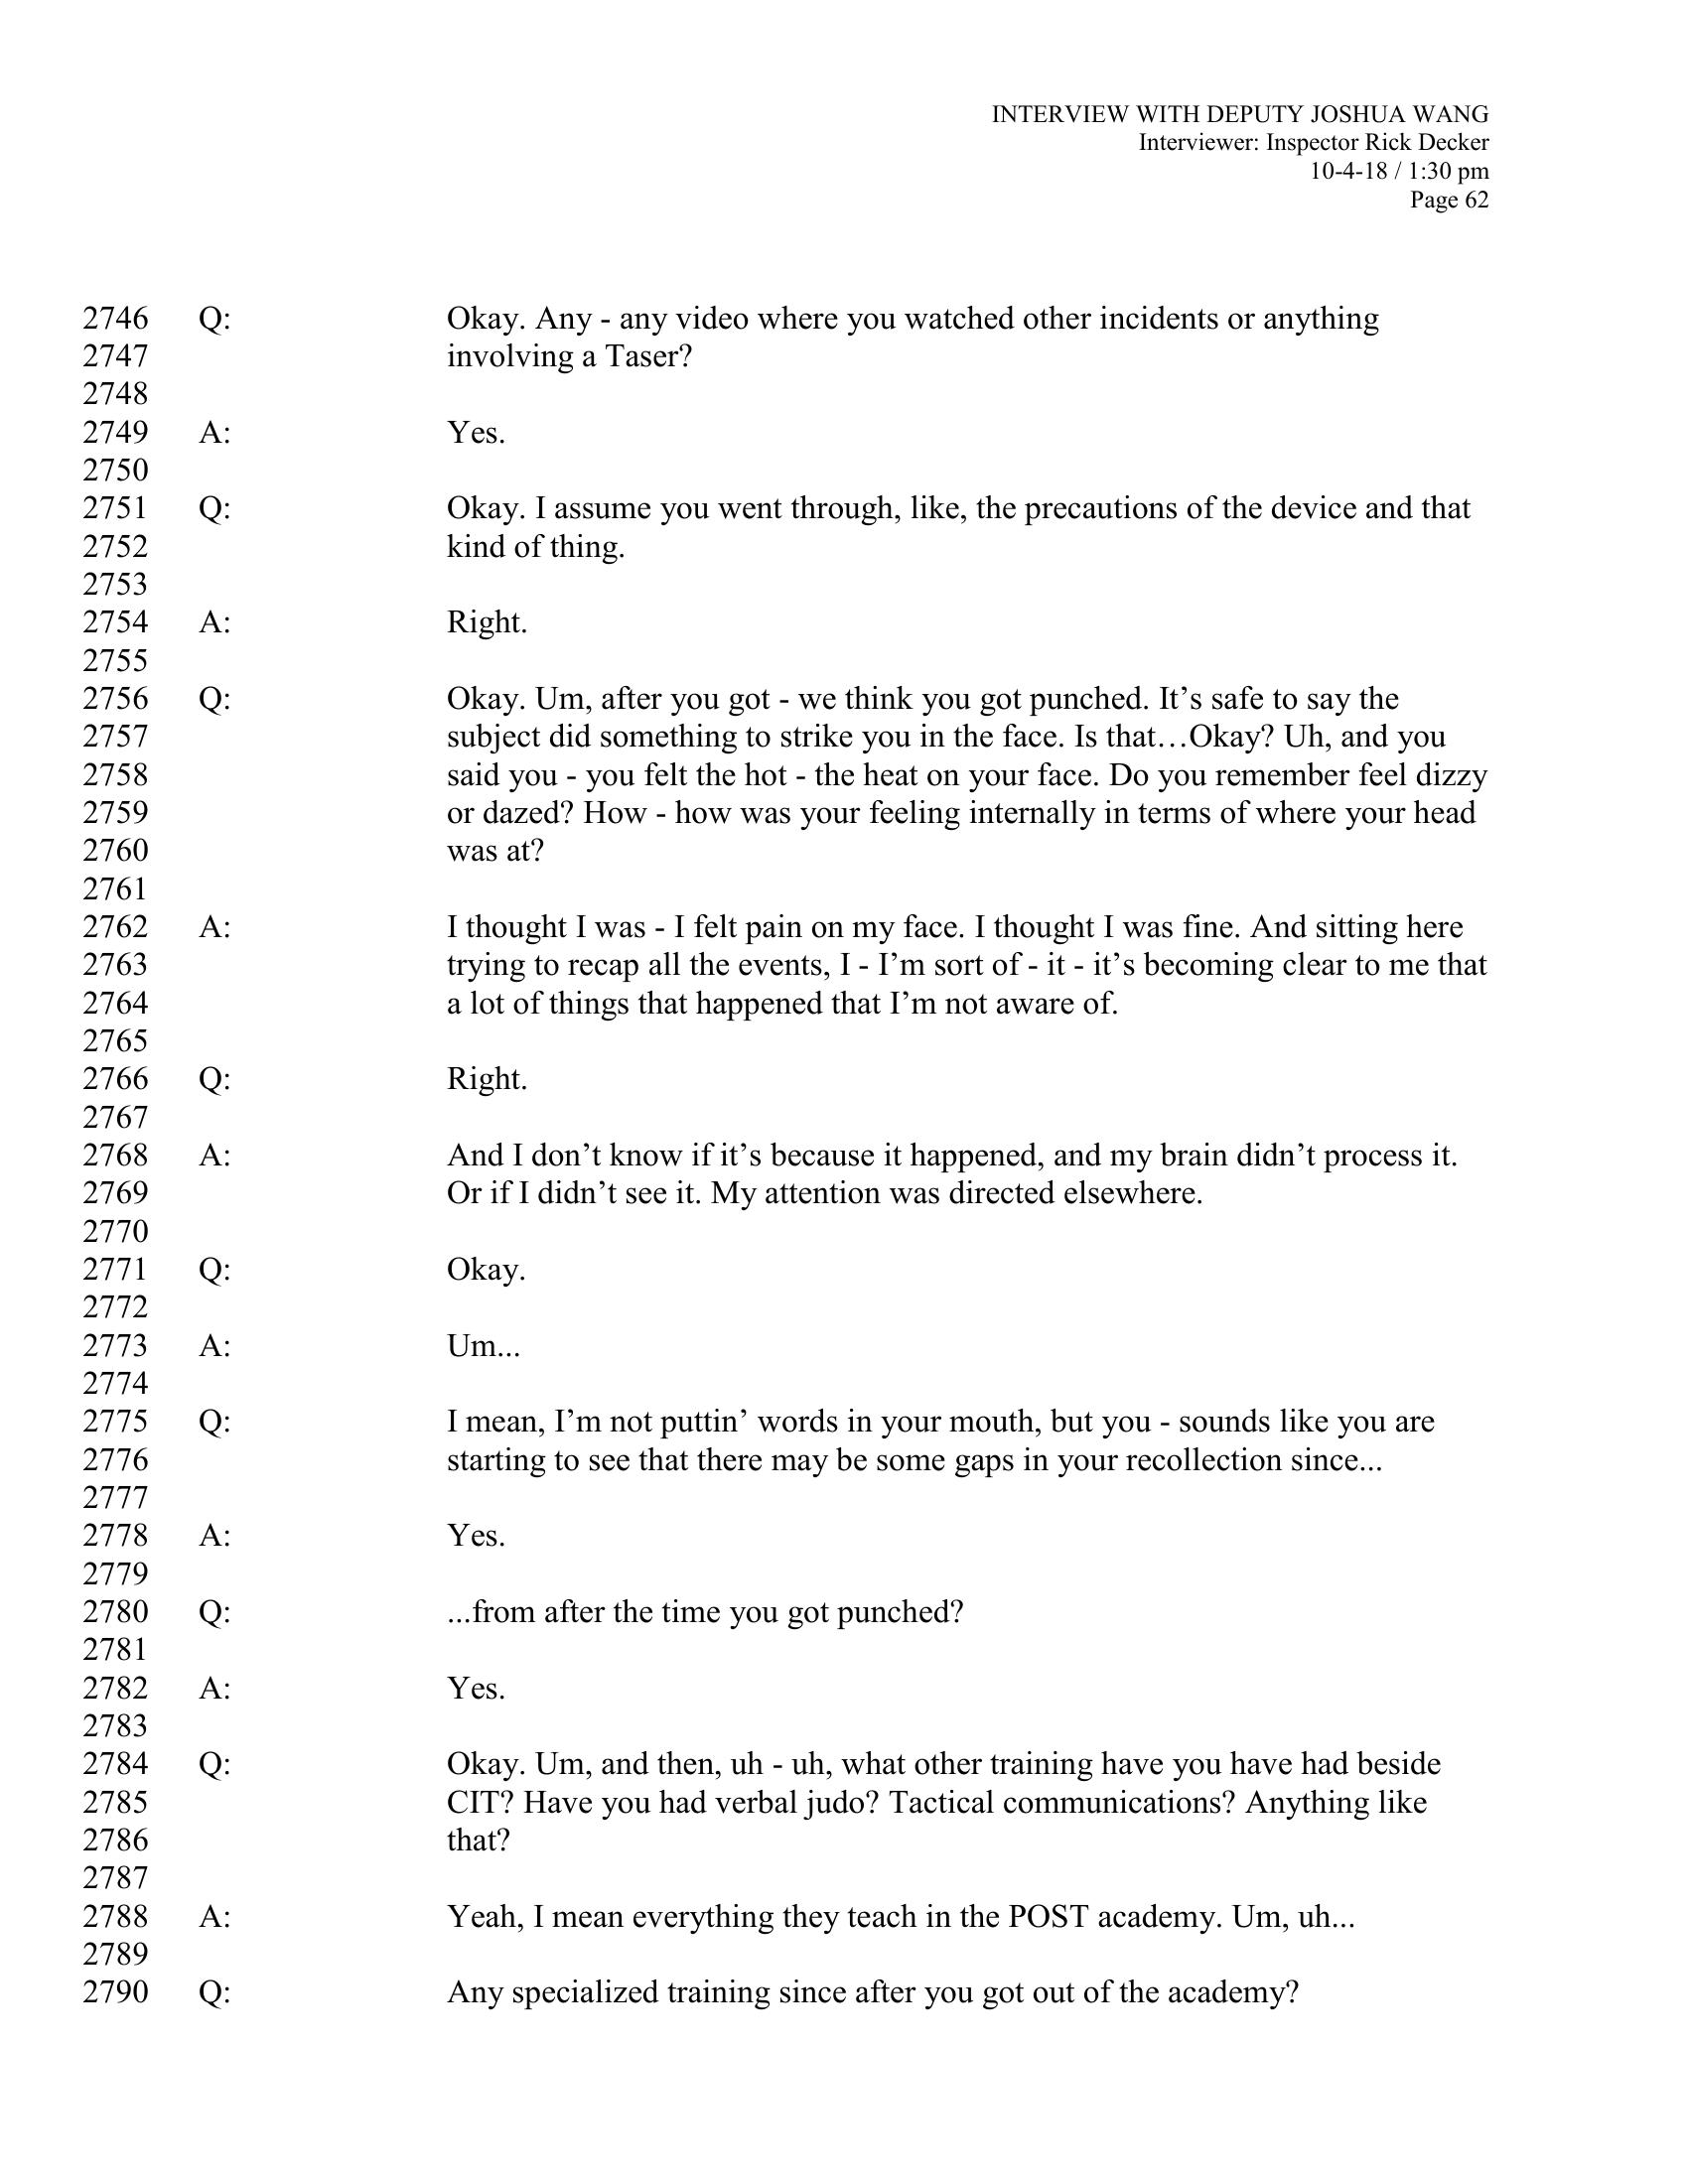 INTERVIEW WITH DEPUTY JOSHUA WANG
Interviewer: Inspector Rick Decker
10-4-18 / 1:30 pm
Page 62
2746 Q: Okay. Any - any video where you watched other incidents or anything
2747 involving a Taser?
2748
2749 A: Yes.
2750
2751 Q: Okay. I assume you went through, like, the precautions of the device and that
2752 kind of thing.
2753
2754 A: Right.
2755
2756 Q: Okay. Um, after you got - we think you got punched. It’s safe to say the
2757 subject did something to strike you in the face. Is that…Okay? Uh, and you
2758 said you - you felt the hot - the heat on your face. Do you remember feel dizzy
2759 or dazed? How - how was your feeling internally in terms of where your head
2760 was at?
2761
2762 A: I thought I was - I felt pain on my face. I thought I was fine. And sitting here
2763 trying to recap all the events, I - I’m sort of - it - it’s becoming clear to me that
2764 a lot of things that happened that I’m not aware of.
2765
2766 Q: Right.
2767
2768 A: And I don’t know if it’s because it happened, and my brain didn’t process it.
2769 Or if I didn’t see it. My attention was directed elsewhere.
2770
2771 Q: Okay.
2772
2773 A: Um...
2774
2775 Q: I mean, I’m not puttin’ words in your mouth, but you - sounds like you are
2776 starting to see that there may be some gaps in your recollection since...
2777
2778 A: Yes.
2779
2780 Q: ...from after the time you got punched?
2781
2782 A: Yes.
2783
2784 Q: Okay. Um, and then, uh - uh, what other training have you have had beside
2785 CIT? Have you had verbal judo? Tactical communications? Anything like
2786 that?
2787
2788 A: Yeah, I mean everything they teach in the POST academy. Um, uh...
2789
2790 Q: Any specialized training since after you got out of the academy?